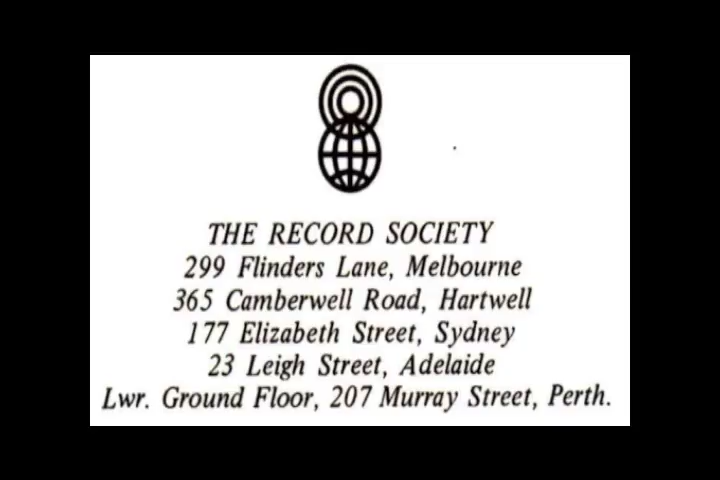 THE RECORD SOCIETY
299 Flinders Lane, Melbourne
365 Camberwell Road, Hartwell
177 Elizabeth Street, Sydney
23 Leigh Street, Adelaide
Lwr. Ground Floor, 207 Murray Street, Perth.